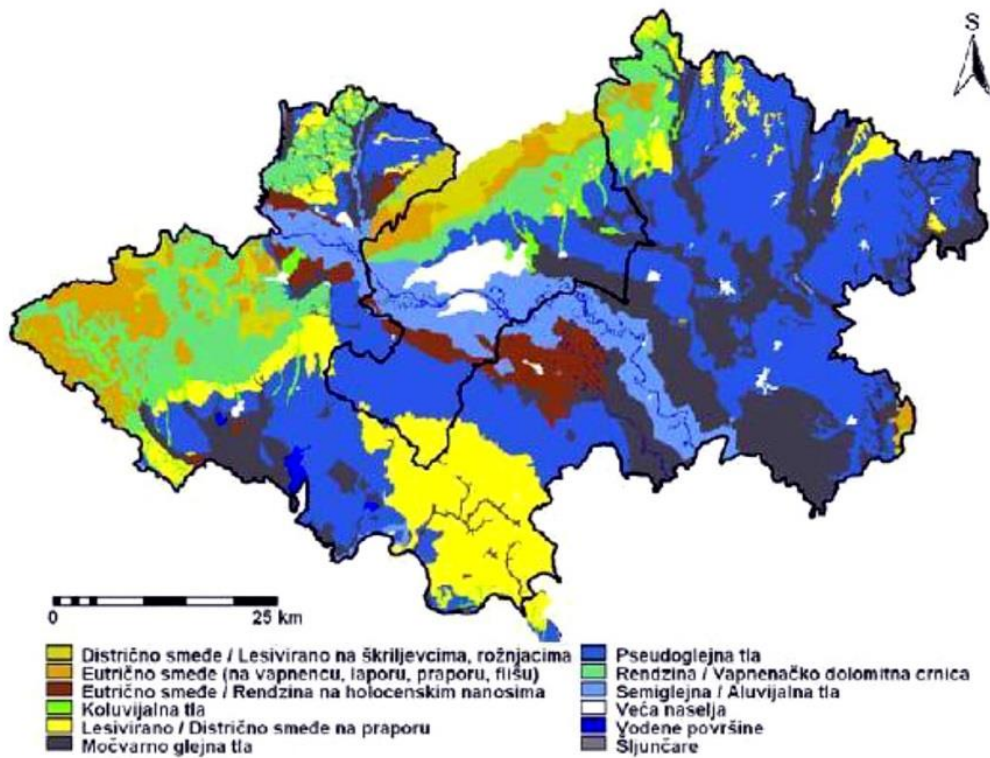 S
0 25 km
Distrično smeđe / Lesivirano na škriljevcima, rožnjacima
Eutrično smeđe (na vapnencu, laporu, praporu, flišu)
Eutrično smeđe / Rendzina na holocenskim nanosima
Koluvijalna tla
Lesivirano / Distrično smeđe na praporu
Močvarno glejna tla
Pseudoglejna tla
Rendzina / Vapnenačko dolomitna crnica
Semiglejna / Aluvijalna tla
Veća naselja
Vodene površine
Šljunčare